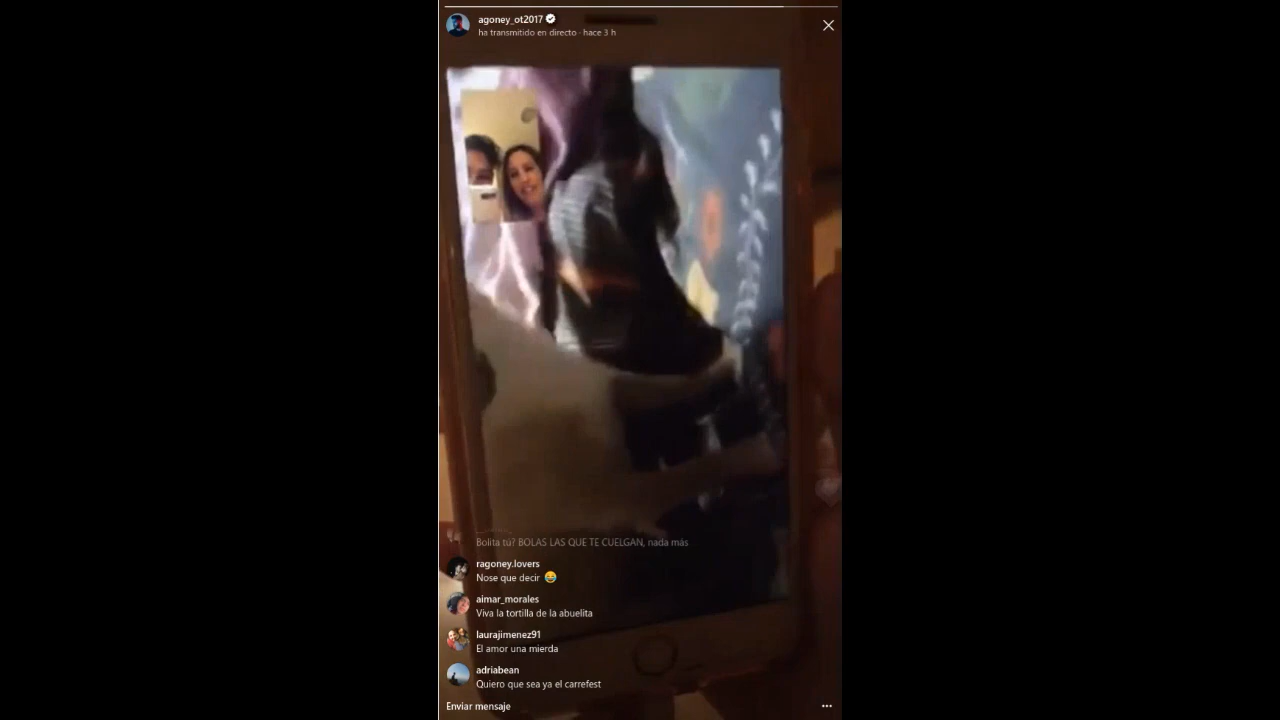 agoney_ot2017
ha transmitido en directo · hace 3 h
Bolita tú? BOLAS LAS QUE TE CUELGAN, nada más
ragoney.lovers
Nose que decir 😂
aimar_morales
Viva la tortilla de la abuelita
laurajimenez91
El amor una mierda
adriabean
Quiero que sea ya el carrefest
Enviar mensaje